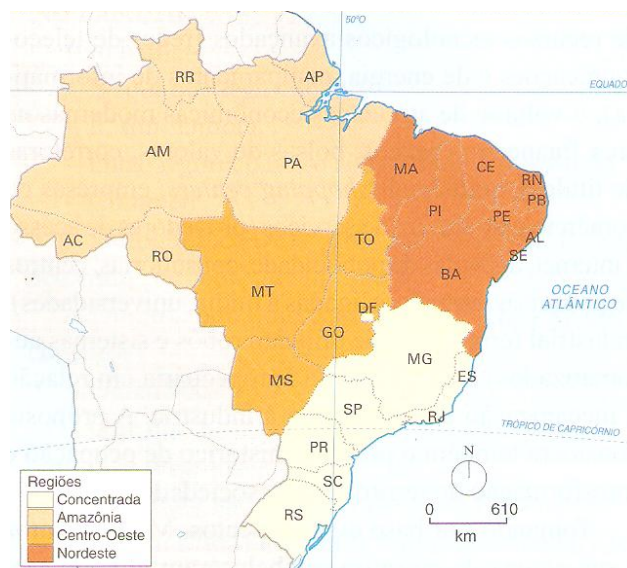 50°O
EQUADOR
RR
AP
AM
PA
MA
CE
RN
PB
PI
PE
AL
SE
AC
RO
TO
BA
MT
DF
GO
OCEANO
ATLÂNTICO
MG
ES
MS
SP
RJ
TRÓPICO DE CAPRICÓRNIO
PR
SC
RS
N
0 610
km
Regiões
Concentrada
Amazônia
Centro-Oeste
Nordeste